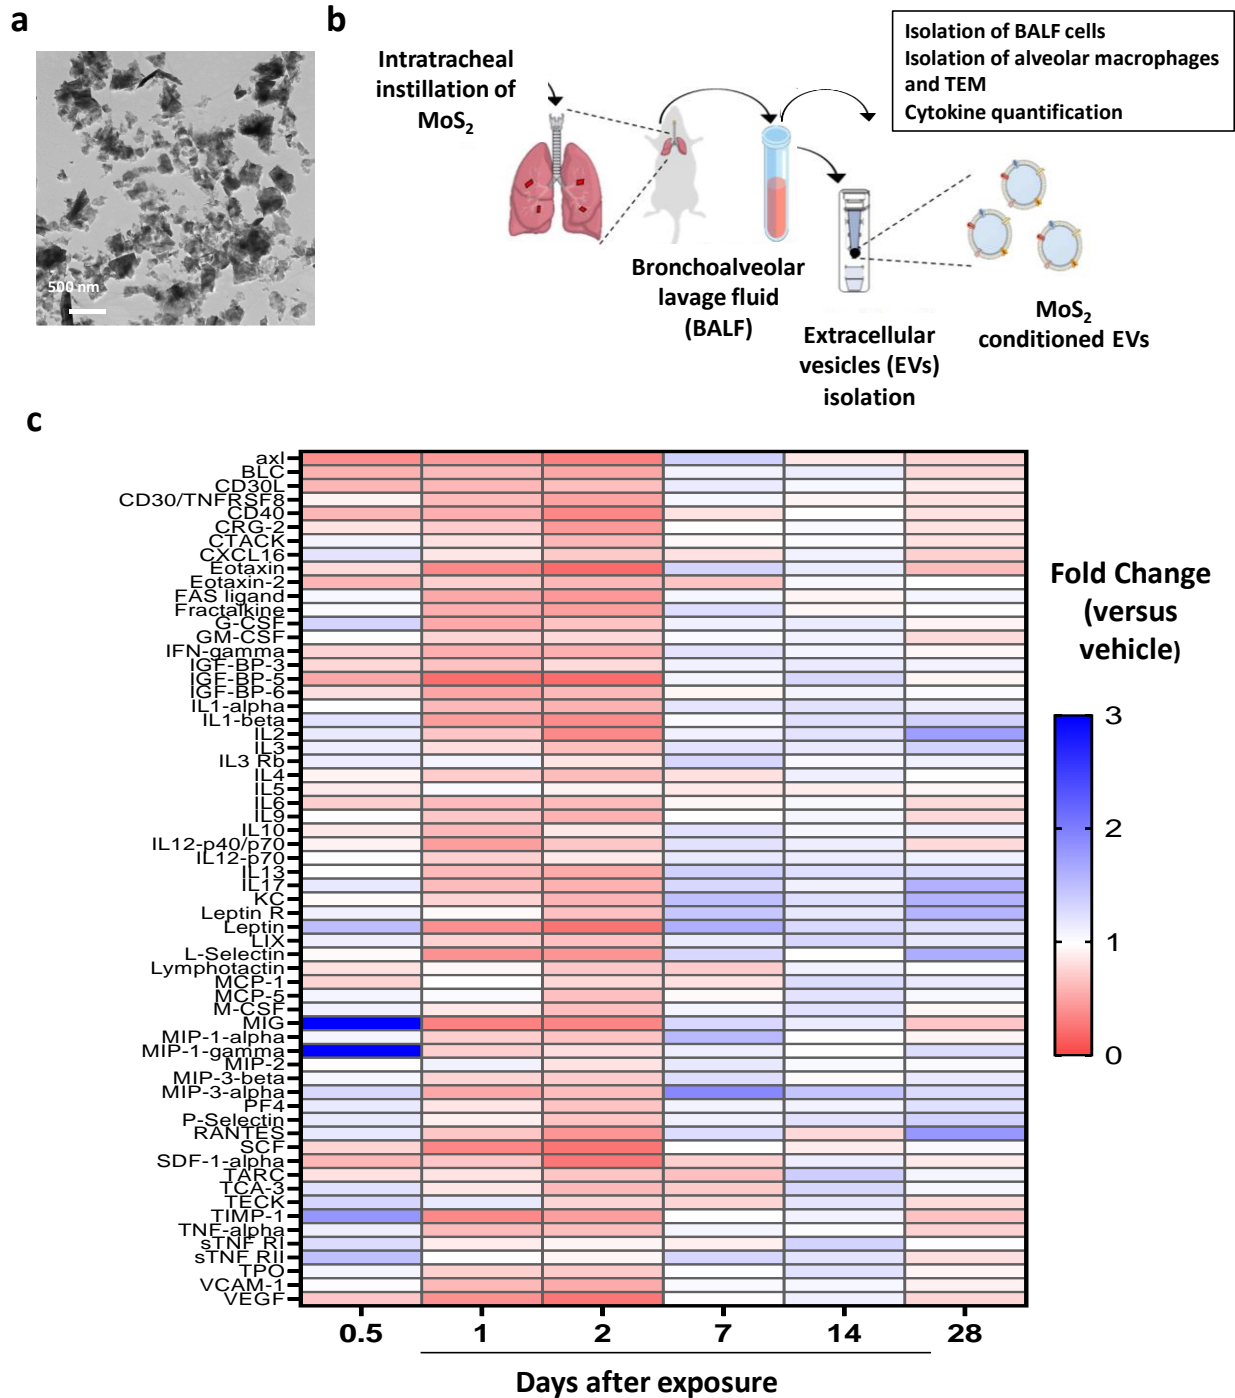 a
500 nm
b
Intratracheal
instillation of
MoS2
Isolation of BALF cells
Isolation of alveolar macrophages
and TEM
Cytokine quantification
Bronchoalveolar
lavage fluid
(BALF)
Extracellular
vesicles (EVs)
isolation
MoS2
conditioned EVs
c
axl
BLC
CD30L
CD30/TNFRSF8
CD40
CRG-2
CTACK
CXCL16
Eotaxin
Eotaxin-2
FAS ligand
Fractalkine
G-CSF
GM-CSF
IFN-gamma
IGF-BP-3
IGF-BP-5
IGF-BP-6
IL1-alpha
IL1-beta
IL2
IL3
IL3 Rb
IL4
IL5
IL6
IL9
IL10
IL12-p40/p70
IL12-p70
IL13
IL17
KC
Leptin R
Leptin
LIX
L-Selectin
Lymphotactin
MCP-1
MCP-5
M-CSF
MIG
MIP-1-alpha
MIP-1-gamma
MIP-2
MIP-3-beta
MIP-3-alpha
PF4
P-Selectin
RANTES
SCF
SDF-1-alpha
TARC
TCA-3
TECK
TIMP-1
TNF-alpha
sTNF RI
sTNF RII
TPO
VCAM-1
VEGF
0.5 1 2 7 14 28
Days after exposure
Fold Change
(versus
vehicle)
3
2
1
0